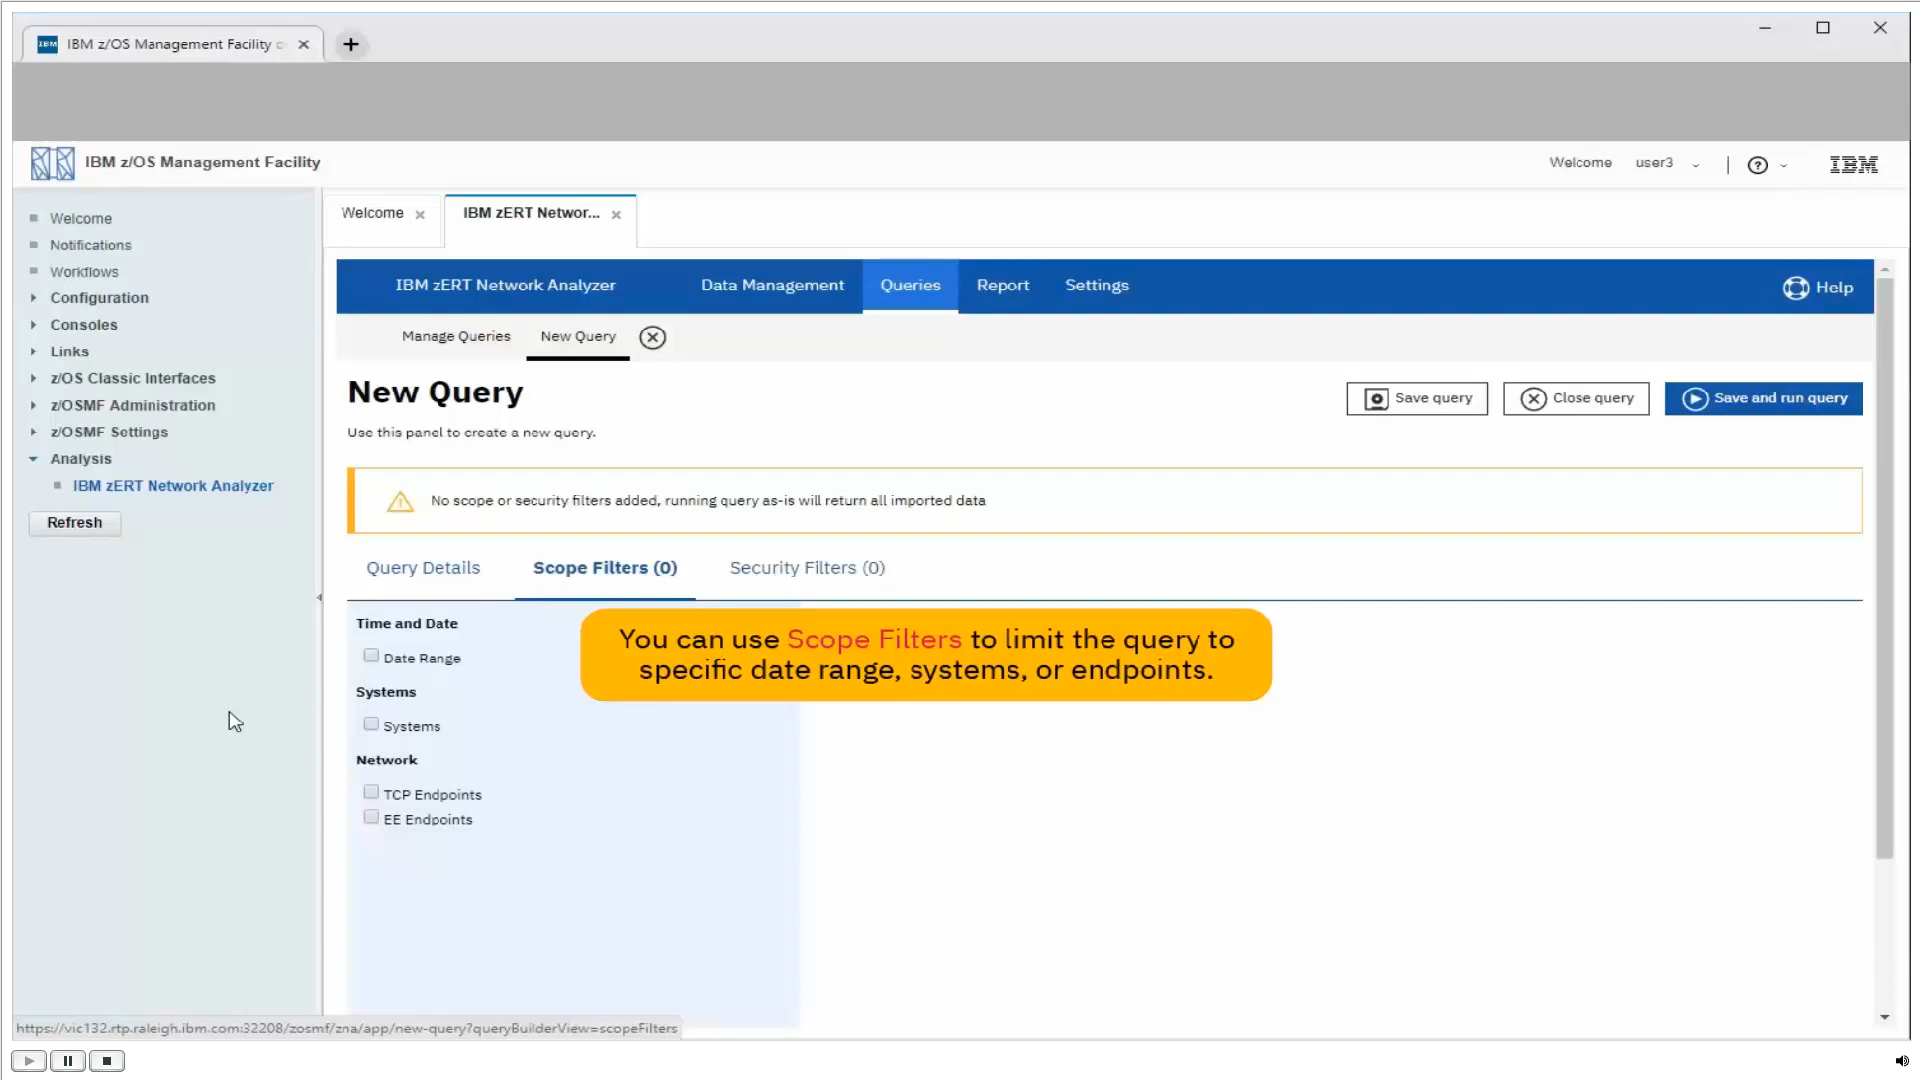 IBM z/OS Management Facility
IBM z/OS Management Facility
Welcome user3
IBM
Welcome
Notifications
Workflows
Configuration
Consoles
Links
z/OS Classic Interfaces
z/OSMF Administration
z/OSMF Settings
Analysis
IBM zERT Network Analyzer
Refresh
Welcome
IBM zERT Networ...
IBM zERT Network Analyzer
Data Management
Queries
Report
Settings
Help
Manage Queries
New Query
New Query
Save query
Close query
Save and run query
Use this panel to create a new query.
No scope or security filters added, running query as-is will return all imported data
Query Details
Scope Filters (0)
Security Filters (0)
Time and Date
Date Range
Systems
Systems
Network
TCP Endpoints
EE Endpoints
You can use Scope Filters to limit the query to
specific date range, systems, or endpoints.
https://vic132.rtp.raleigh.ibm.com:32208/zosmf/zna/app/new-query?queryBuilderView=scopeFilters